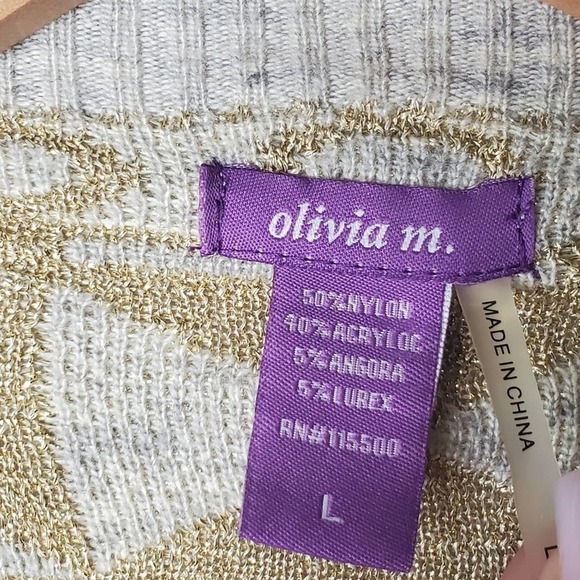 olivia m.
50%NYLON
40%ACRYLOC
5%ANGORA
5%LUREX
RN#115500
L
MADE IN CHINA
L